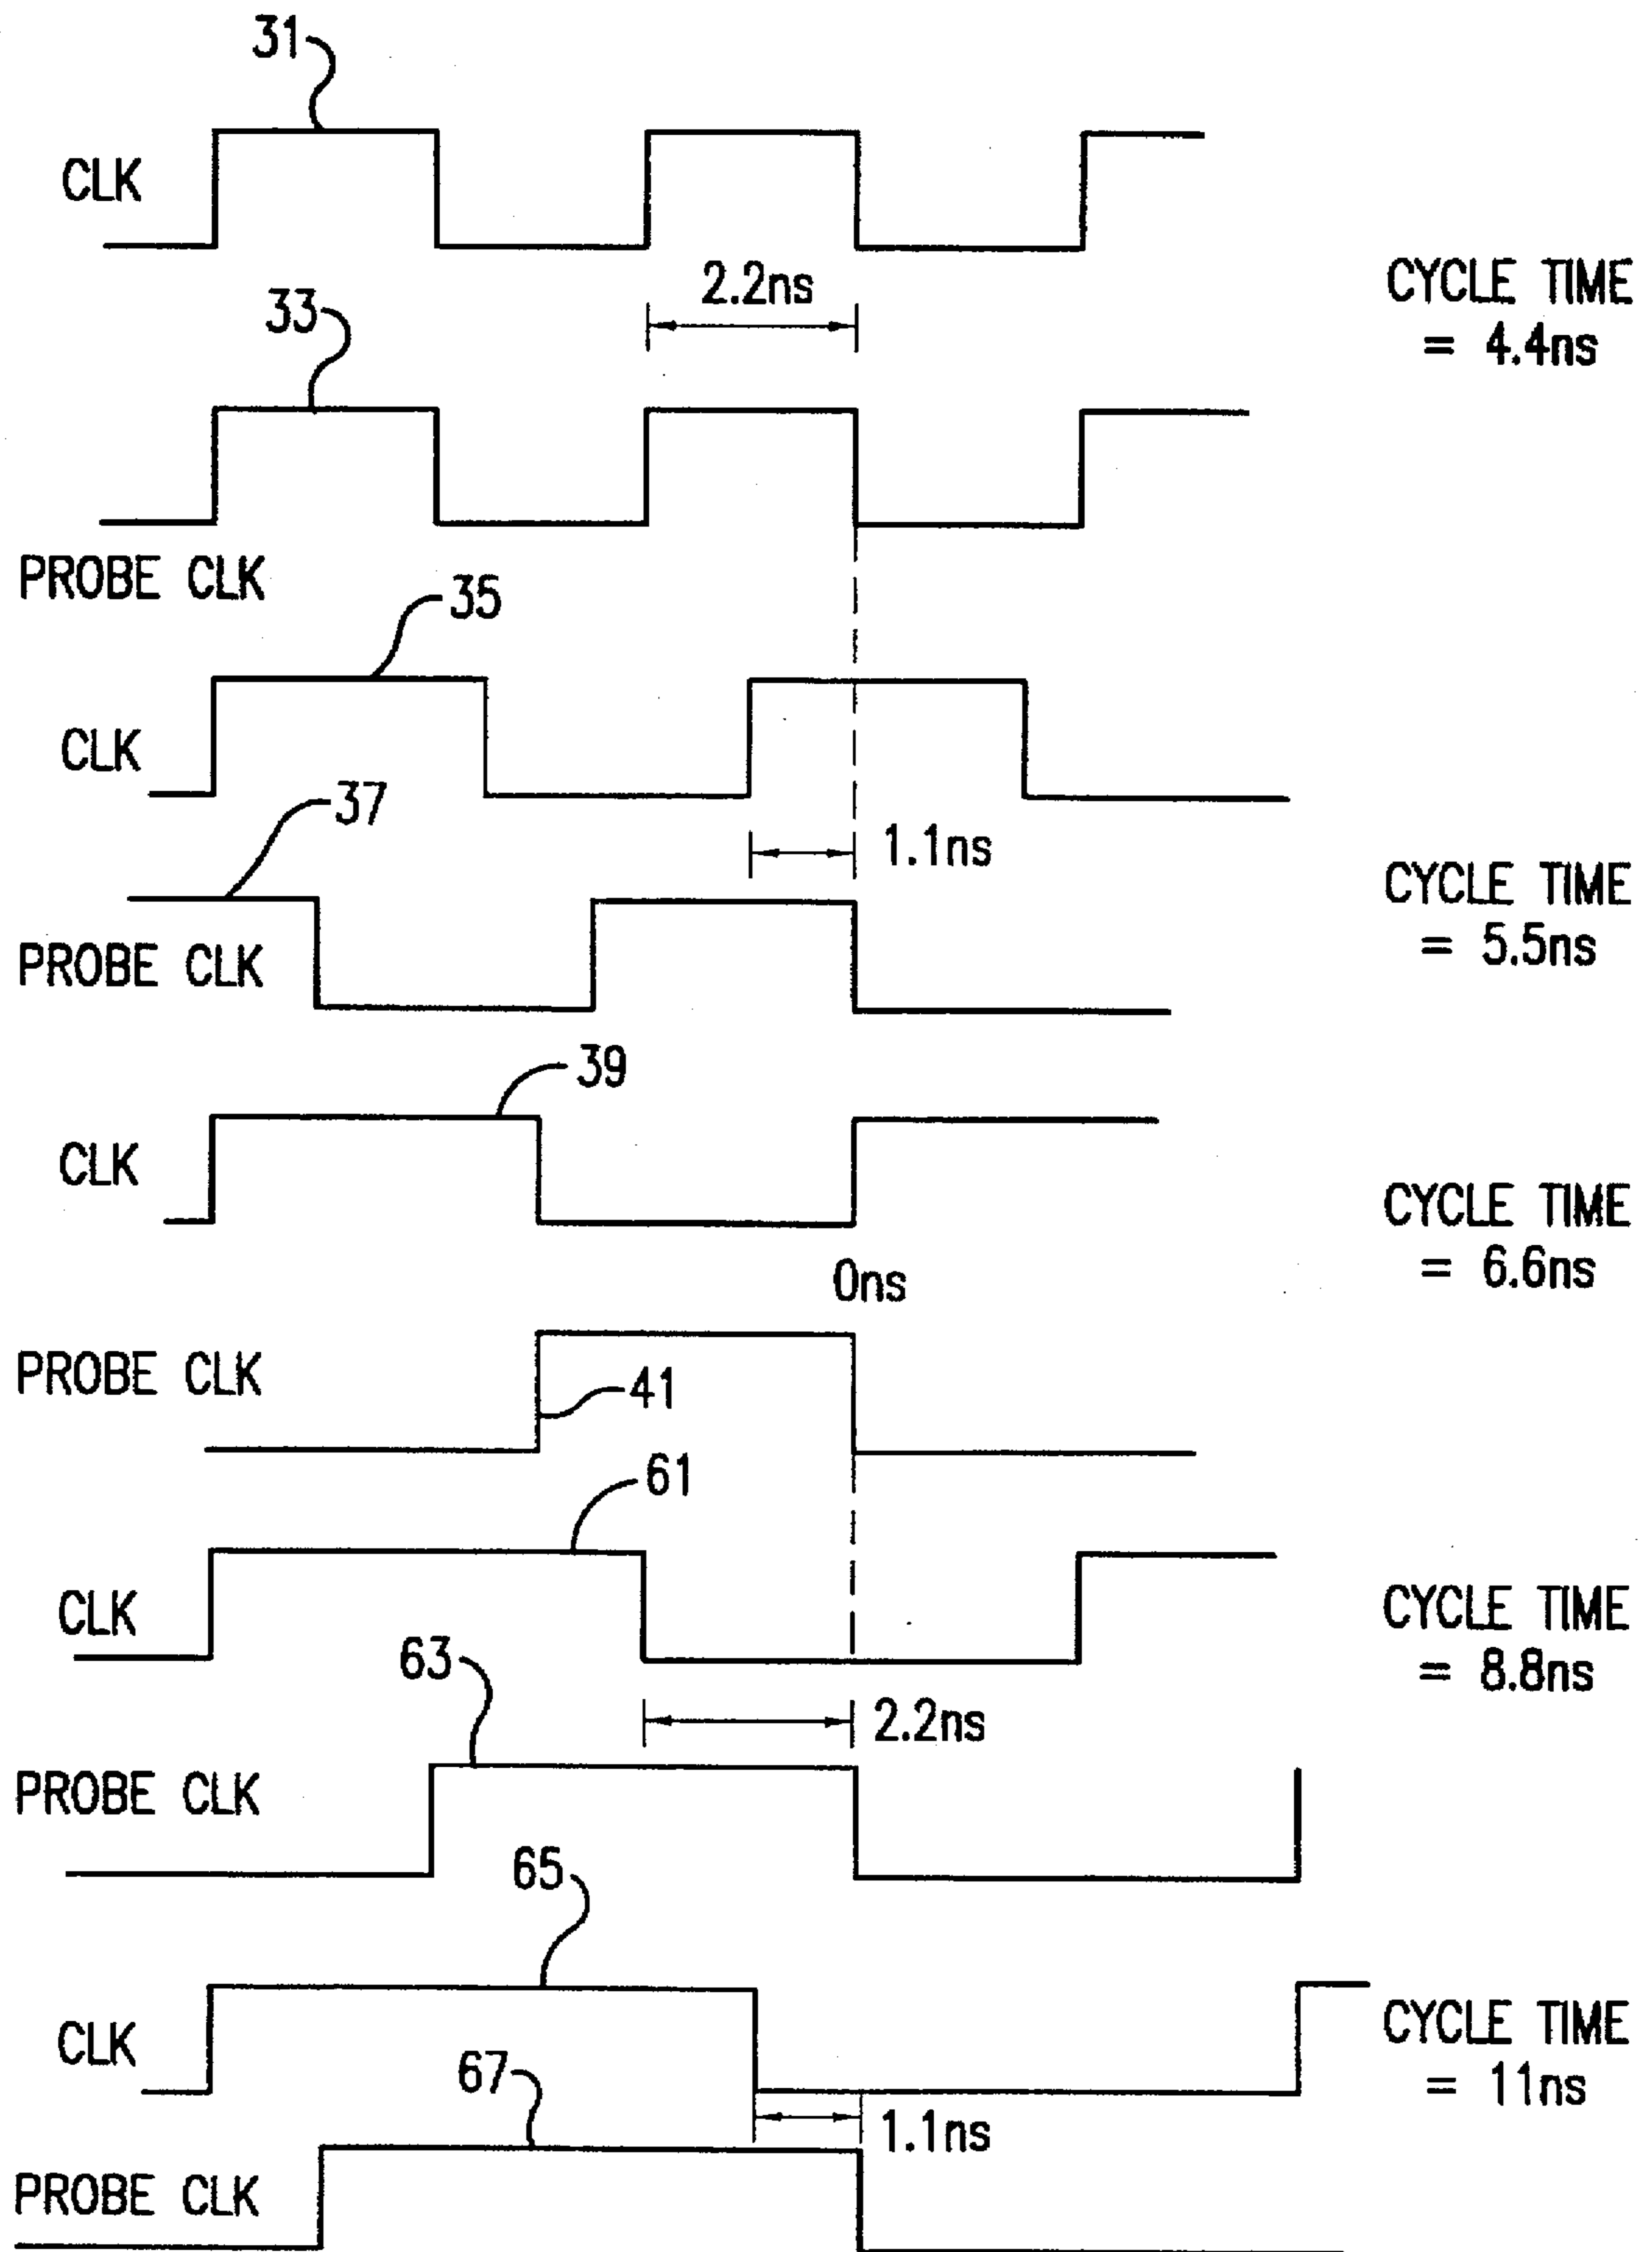 31
CLK
2.2ns
CYCLE TIME
= 4.4ns
33
PROBE CLK
35
CLK
37
1.1ns
CYCLE TIME
= 5.5ns
PROBE CLK
39
CLK
CYCLE TIME
= 6.6ns
0ns
PROBE CLK
41
61
CLK
CYCLE TIME
= 8.8ns
63
2.2ns
PROBE CLK
65
CLK
CYCLE TIME
= 11ns
67
1.1ns
PROBE CLK